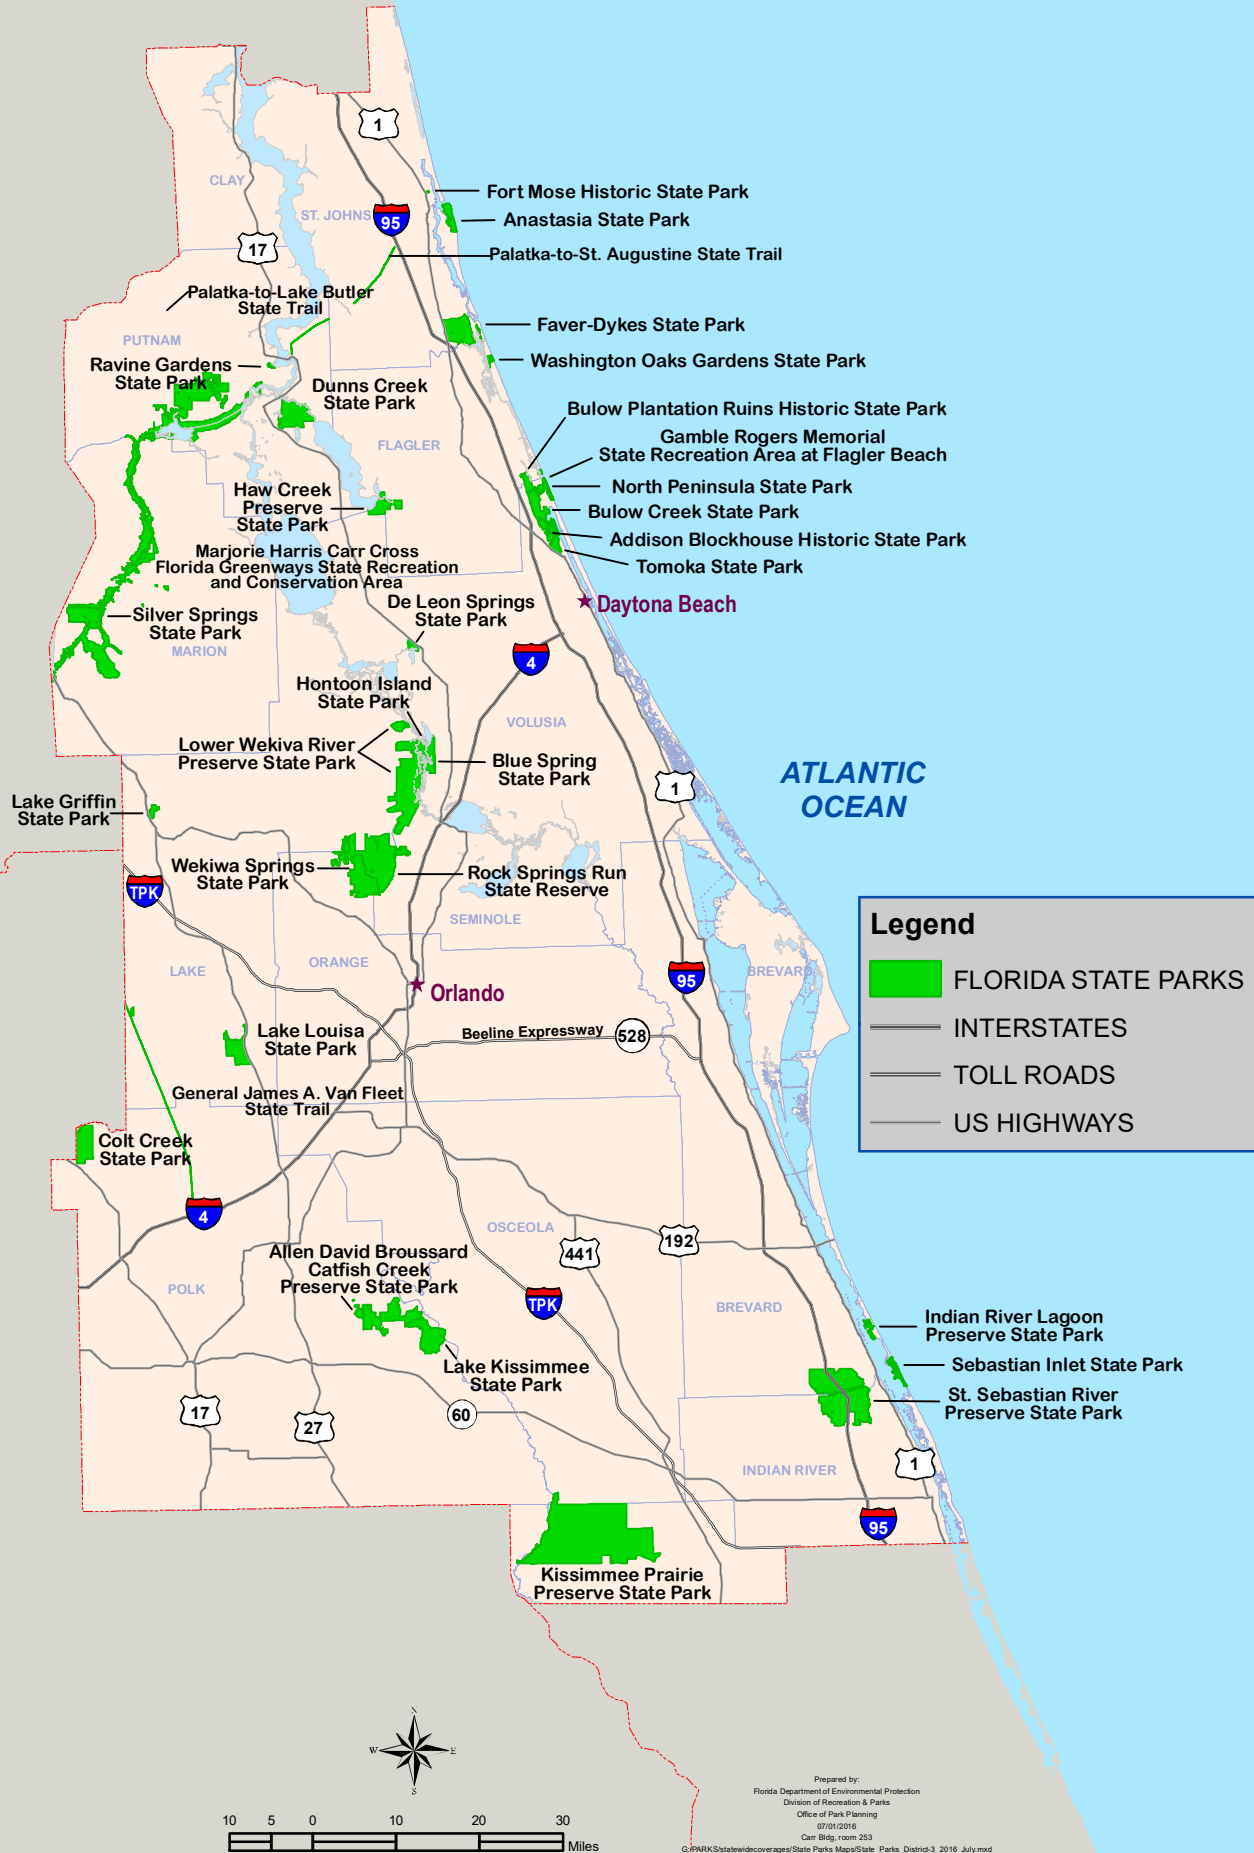 1
CLAY
Fort Mose Historic State Park
ST. JOHNS
95
Anastasia State Park
17
Palatka-to-St. Augustine State Trail
Palatka-to-Lake Butler
State Trail
PUTNAM
Faver-Dykes State Park
Ravine Gardens
State Park
Washington Oaks Gardens State Park
Dunns Creek
State Park
Bulow Plantation Ruins Historic State Park
FLAGLER
Gamble Rogers Memorial
State Recreation Area at Flagler Beach
Haw Creek
Preserve
State Park
North Peninsula State Park
Bulow Creek State Park
Addison Blockhouse Historic State Park
Tomoka State Park
Marjorie Harris Carr Cross
Florida Greenways State Recreation
and Conservation Area
De Leon Springs
State Park
Daytona Beach
Silver Springs
State Park
MARION
4
Hontoon Island
State Park
VOLUSIA
Lower Wekiva River
Preserve State Park
Blue Spring
State Park
1
ATLANTIC
OCEAN
Lake Griffin
State Park
Wekiwa Springs
State Park
Rock Springs Run
State Reserve
TPK
SEMINOLE
LAKE
ORANGE
95
BREVARD
Orlando
Legend
FLORIDA STATE PARKS
INTERSTATES
TOLL ROADS
US HIGHWAYS
Lake Louisa
State Park
Beeline Expressway
528
General James A. Van Fleet
State Trail
Colt Creek
State Park
4
OSCEOLA
441
192
Allen David Broussard
Catfish Creek
Preserve State Park
POLK
TPK
BREVARD
Indian River Lagoon
Preserve State Park
Lake Kissimmee
State Park
Sebastian Inlet State Park
St. Sebastian River
Preserve State Park
17
27
60
INDIAN RIVER
1
95
Kissimmee Prairie
Preserve State Park
N
W
E
S
10 5 0 10 20 30
Miles
Prepared by:
Florida Department of Environmental Protection
Division of Recreation & Parks
Office of Park Planning
07/01/2016
Carr Bldg, room 253
G:/PARKS/statewidecoverages/State Parks Maps/State_Parks_District-3_2016_July.mxd